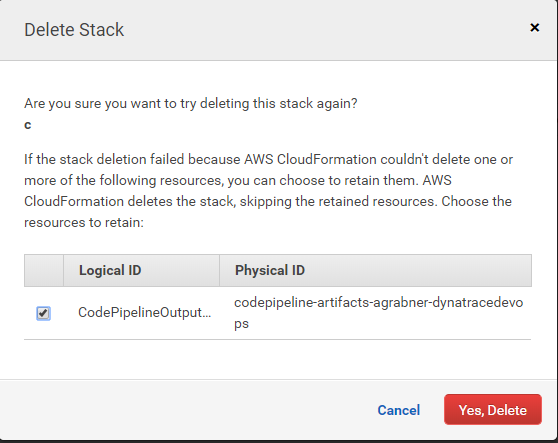 Delete Stack
×
Are you sure you want to try deleting this stack again?
c
If the stack deletion failed because AWS CloudFormation couldn't delete one or
more of the following resources, you can choose to retain them. AWS
CloudFormation deletes the stack, skipping the retained resources. Choose the
resources to retain:
Logical ID Physical ID
CodePipelineOutput... codepipeline-artifacts-agrabner-dynatracedevo
ps
Cancel Yes, Delete